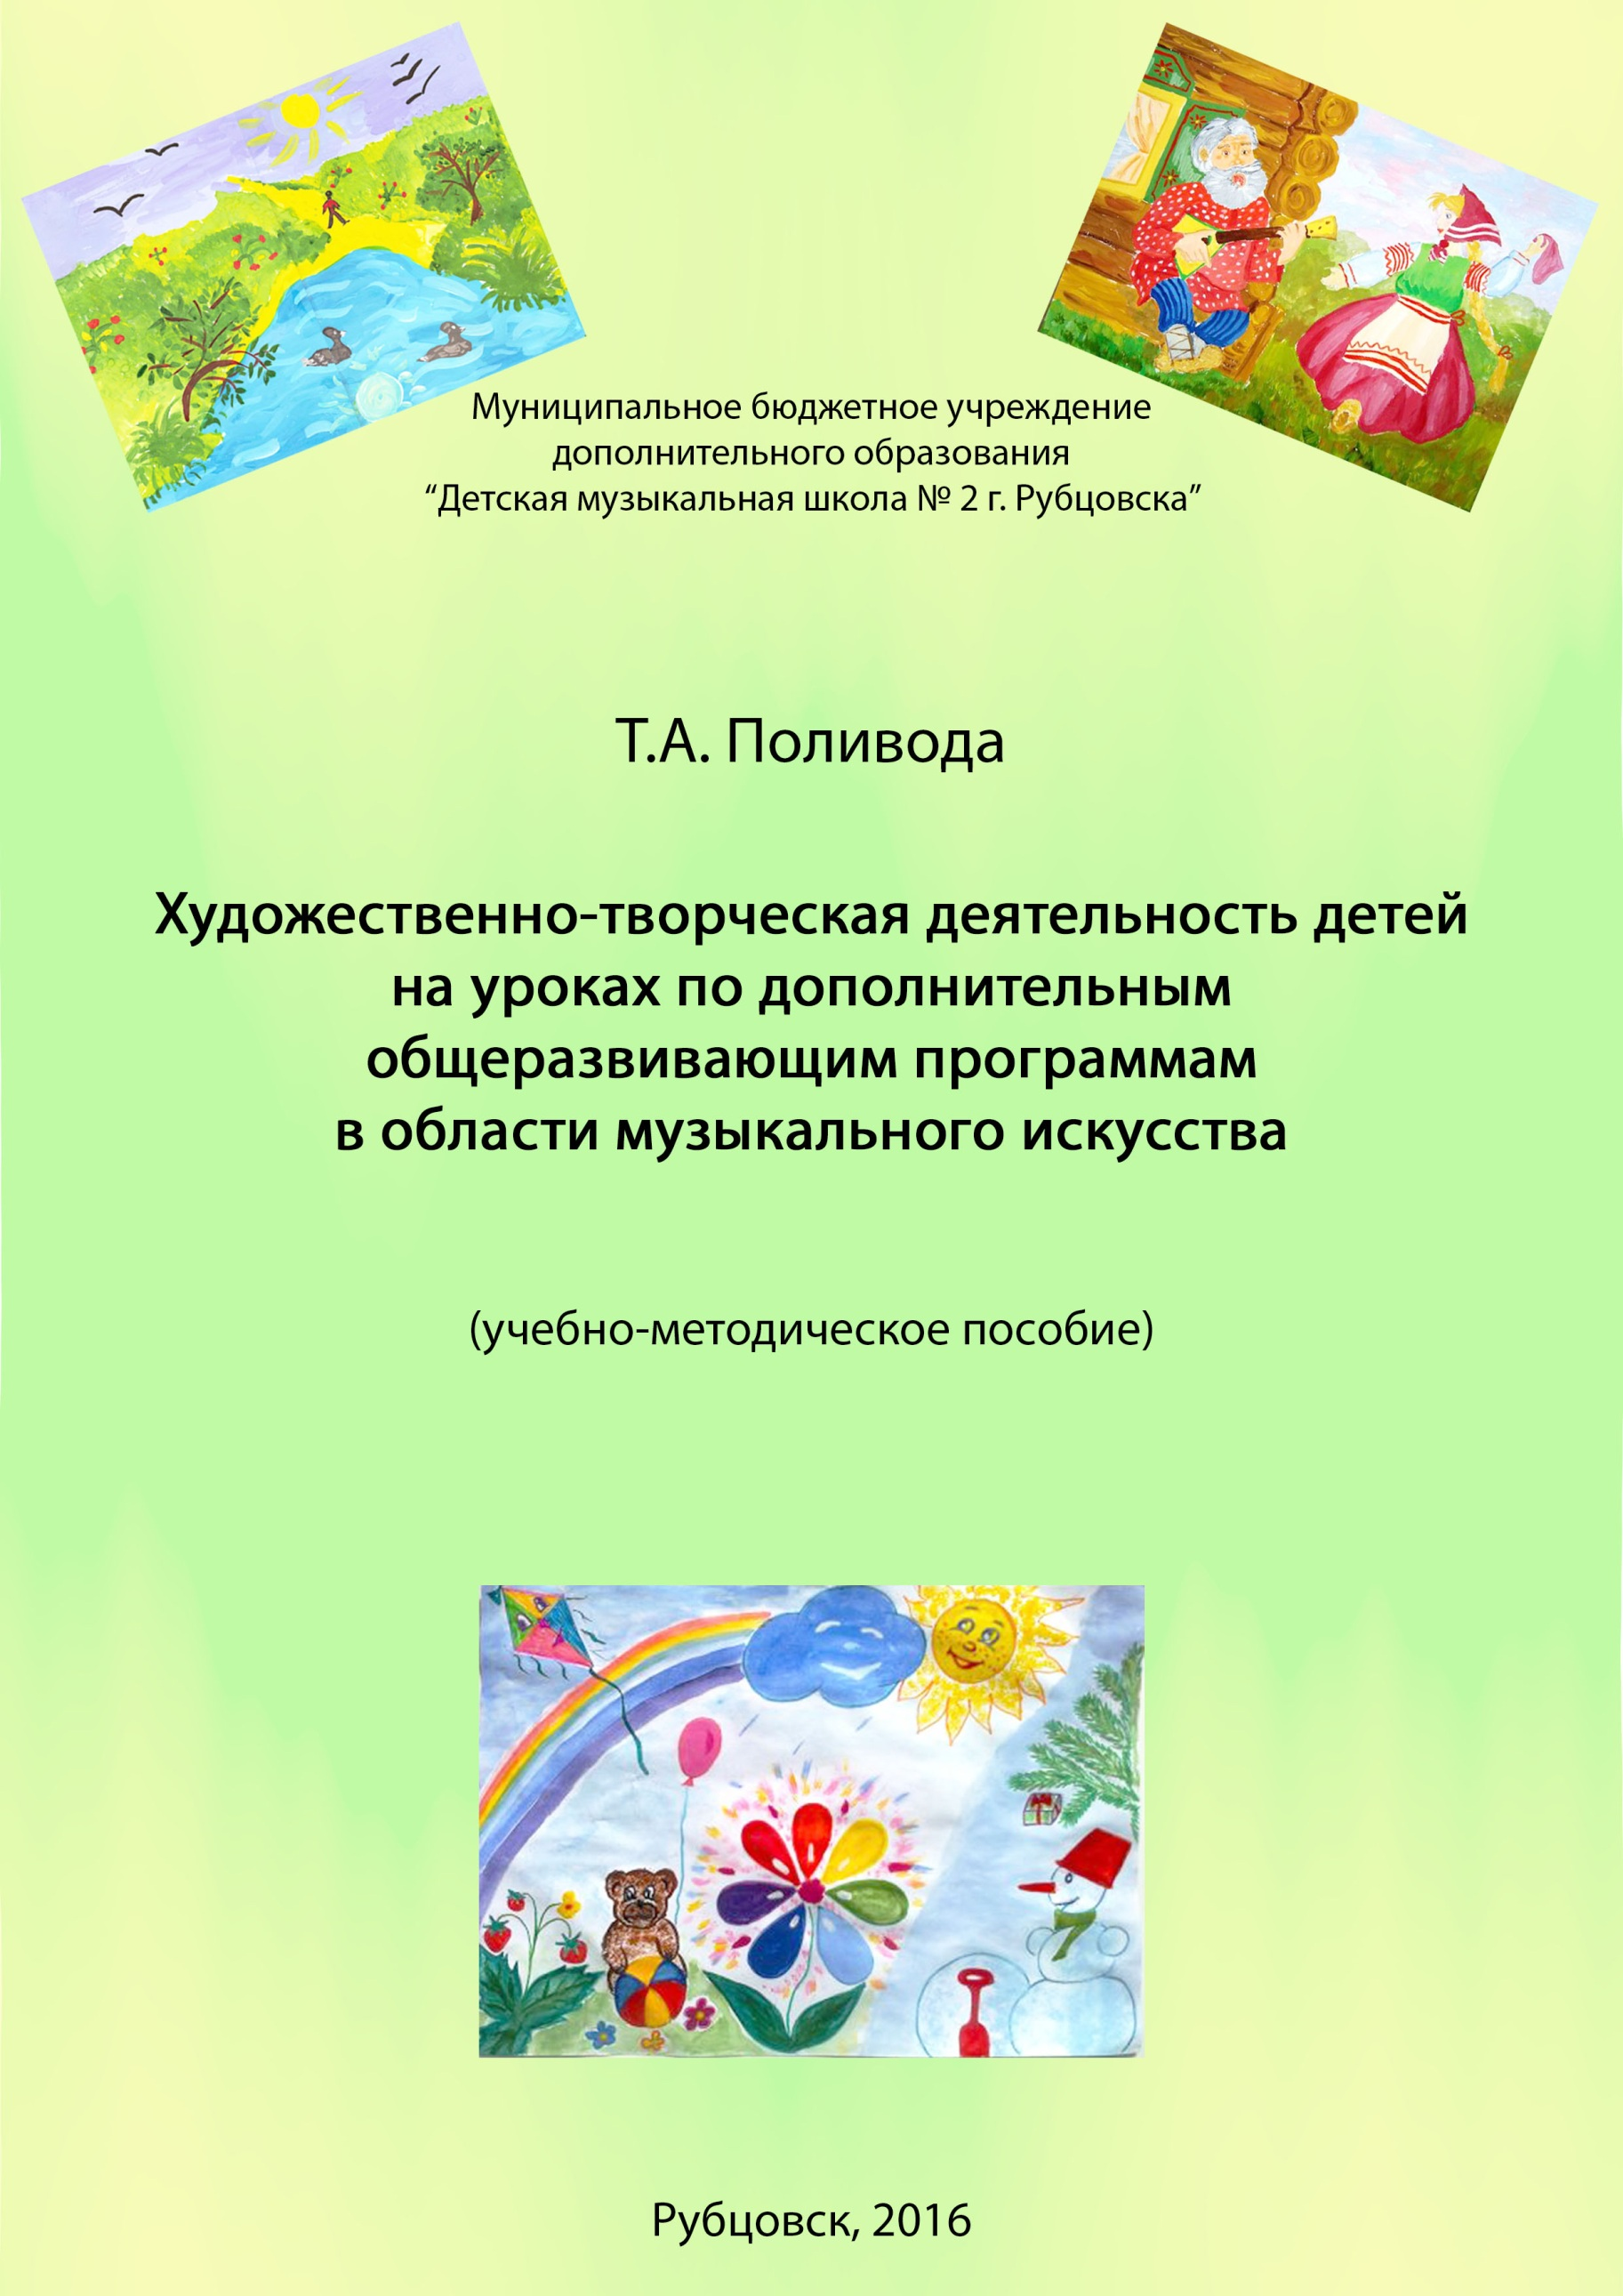 Муниципальное бюджетное учреждение
дополнительного образования
“Детская музыкальная школа № 2 г. Рубцовска”
Т.А. Поливода
Художественно-творческая деятельность детей
на уроках по дополнительным
общеразвивающим программам
в области музыкального искусства
(учебно-методическое пособие)
Рубцовск, 2016